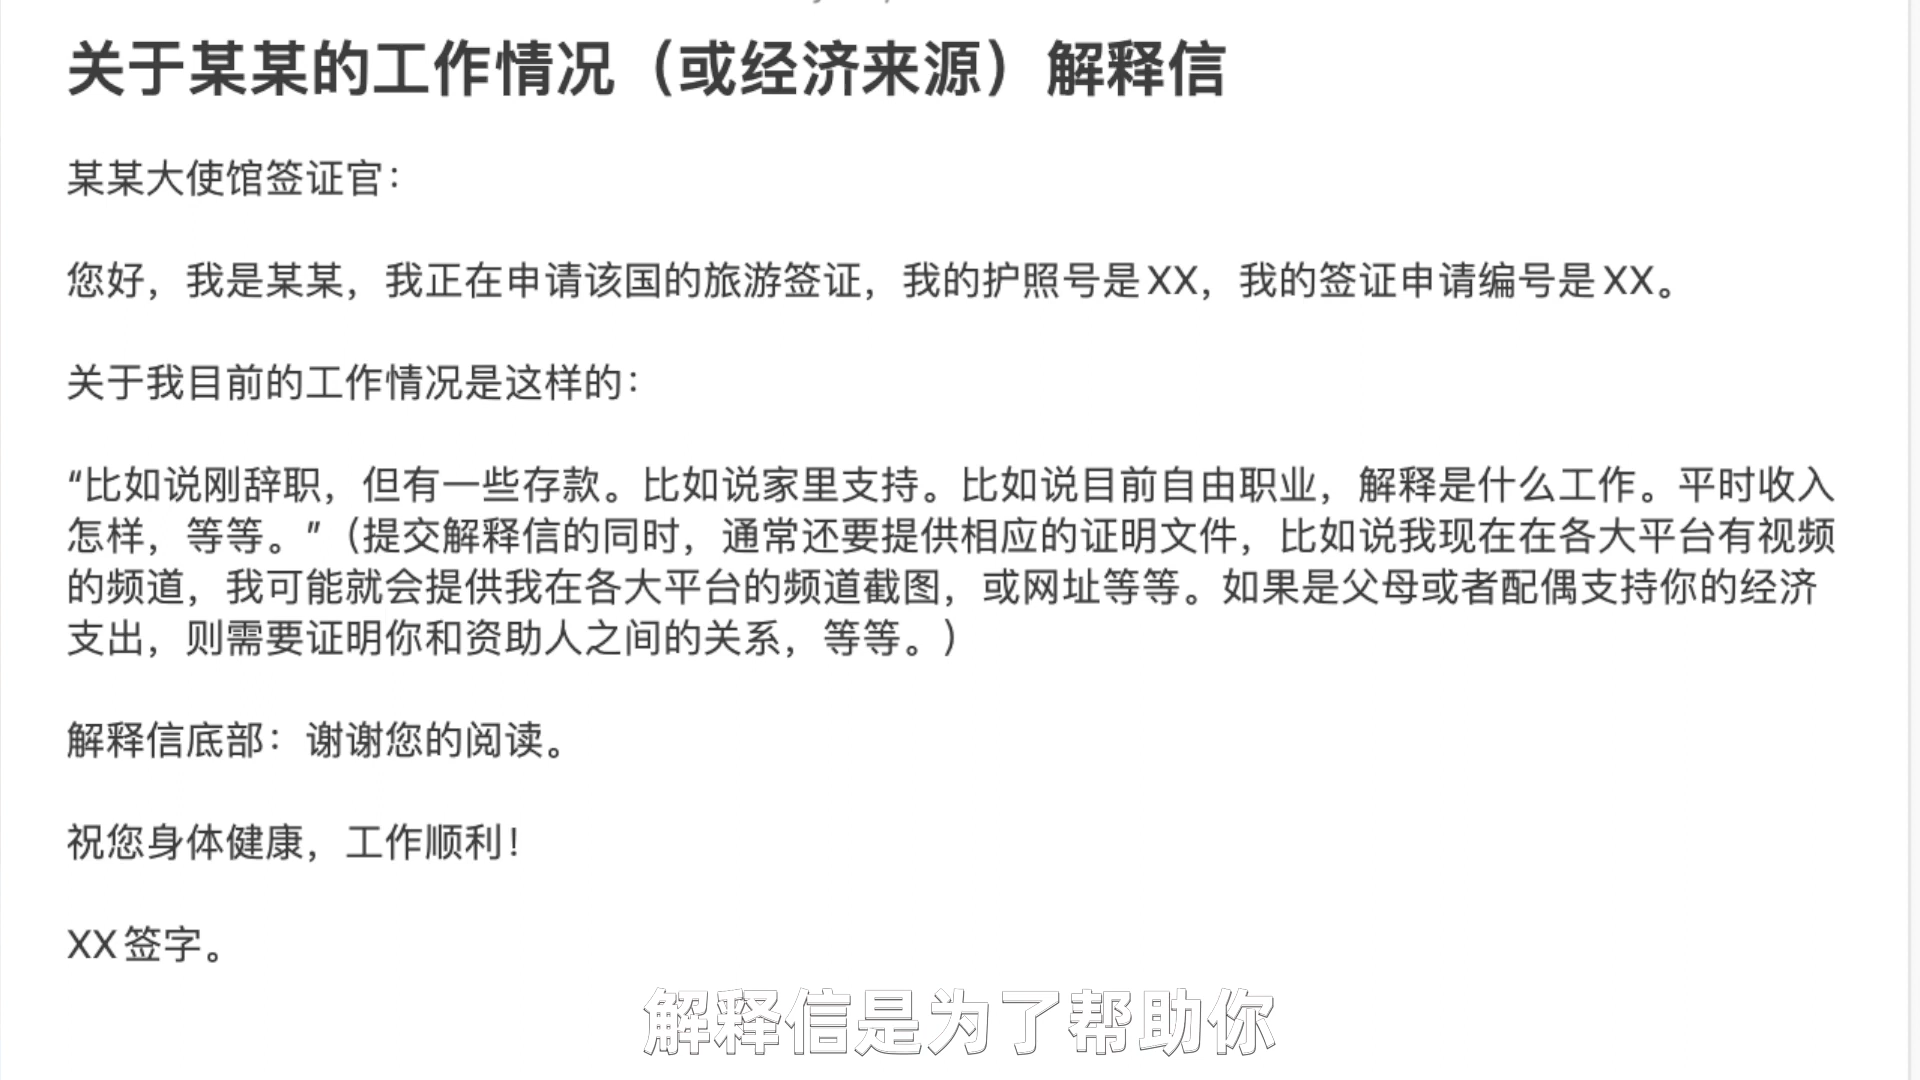 关于某某的工作情况（或经济来源）解释信
某某大使馆签证官：
您好，我是某某，我正在申请该国的旅游签证，我的护照号是XX，我的签证申请编号是XX。
关于我目前的工作情况是这样的：
“比如说刚辞职，但有一些存款。比如说家里支持。比如说目前自由职业，解释是什么工作。平时收入
怎样，等等。”（提交解释信的同时，通常还要提供相应的证明文件，比如说我现在在各大平台有视频
的频道，我可能就会提供我在各大平台的频道截图，或网址等等。如果是父母或者配偶支持你的经济
支出，则需要证明你和资助人之间的关系，等等。）
解释信底部：谢谢您的阅读。
祝您身体健康，工作顺利！
XX签字。
解释信是为了帮助你